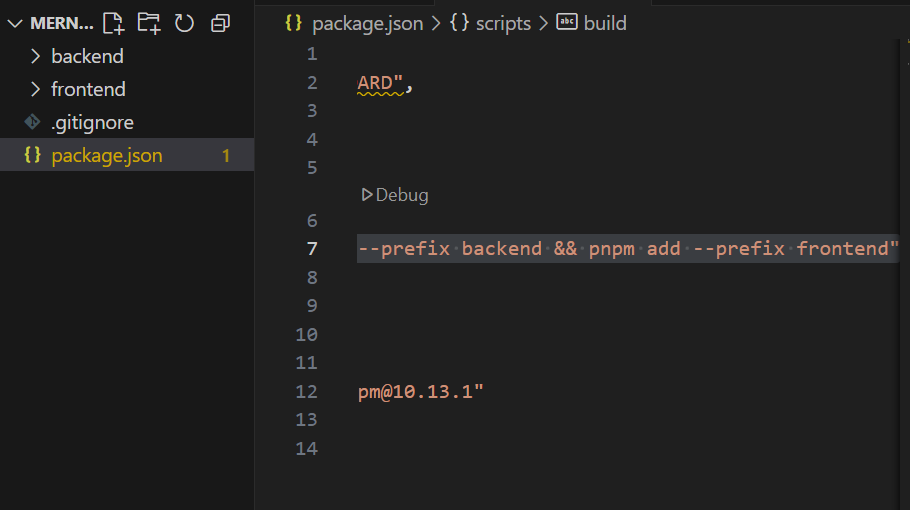 MERN...
package.json > {} scripts > abc build
backend
frontend
.gitignore
{} package.json 1
1
2 ARD",
3
4
5
Debug
6
7 --prefix backend && pnpm add --prefix frontend"
8
9
10
11
12 pm@10.13.1"
13
14